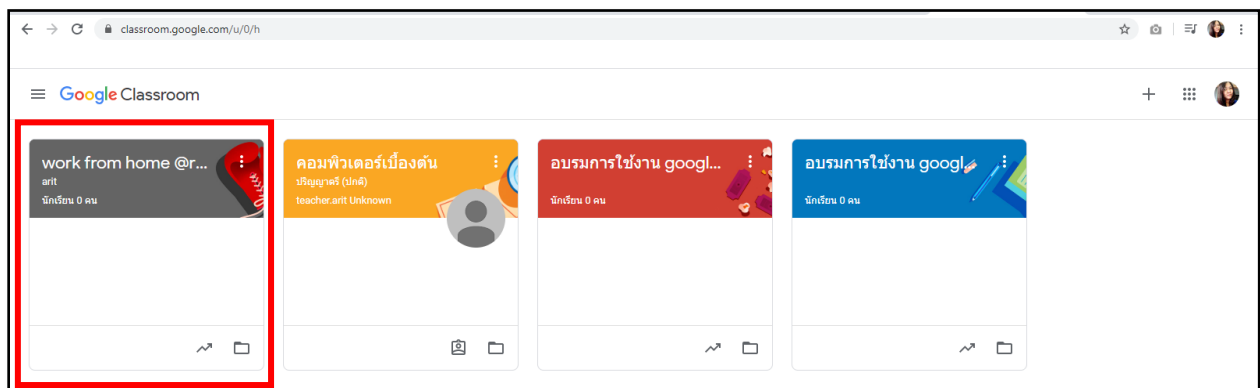 classroom.google.com/u/0/h
Google Classroom
work from home @r...
arit
นักเรียน 0 คน
คอมพิวเตอร์เบื้องต้น
ปริญญาตรี (ปกติ)
teacher.arit Unknown
อบรมการใช้งาน googl...
นักเรียน 0 คน
อบรมการใช้งาน googl...
นักเรียน 0 คน